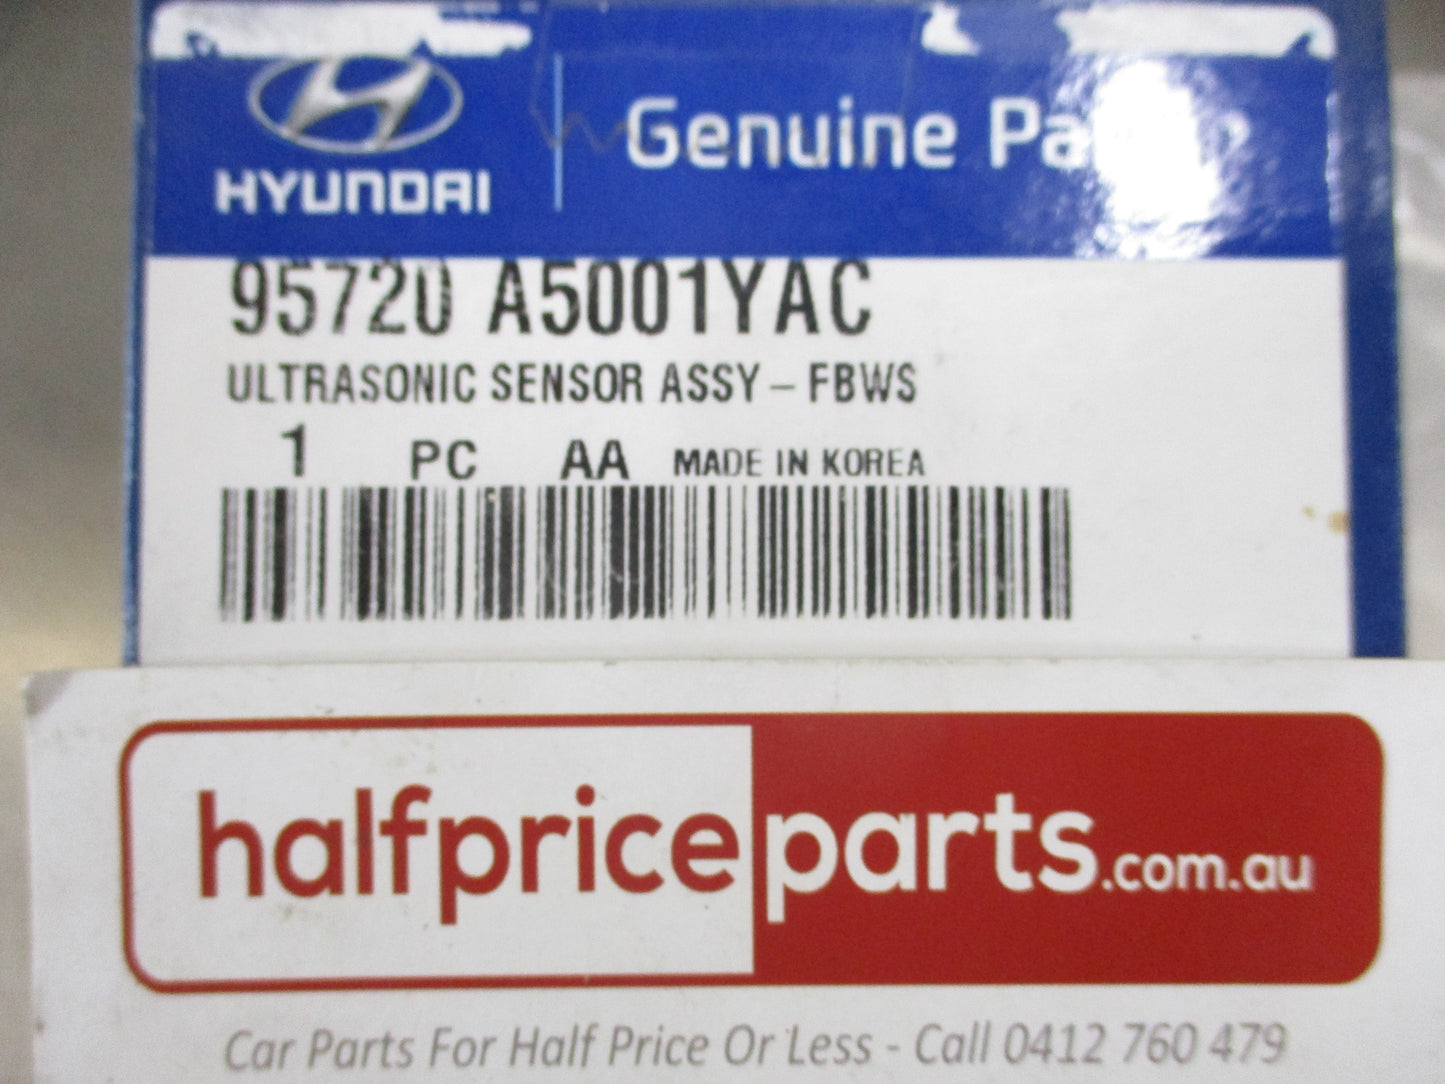 HYUNDAI
Genuine
95720 A5001YAC
ULTRASONIC SENSOR ASSY - FBWS
1 PC AA MADE IN KOREA
halfpriceparts.com.au
Car Parts For Half Price Or Less - Call 0412 760 479